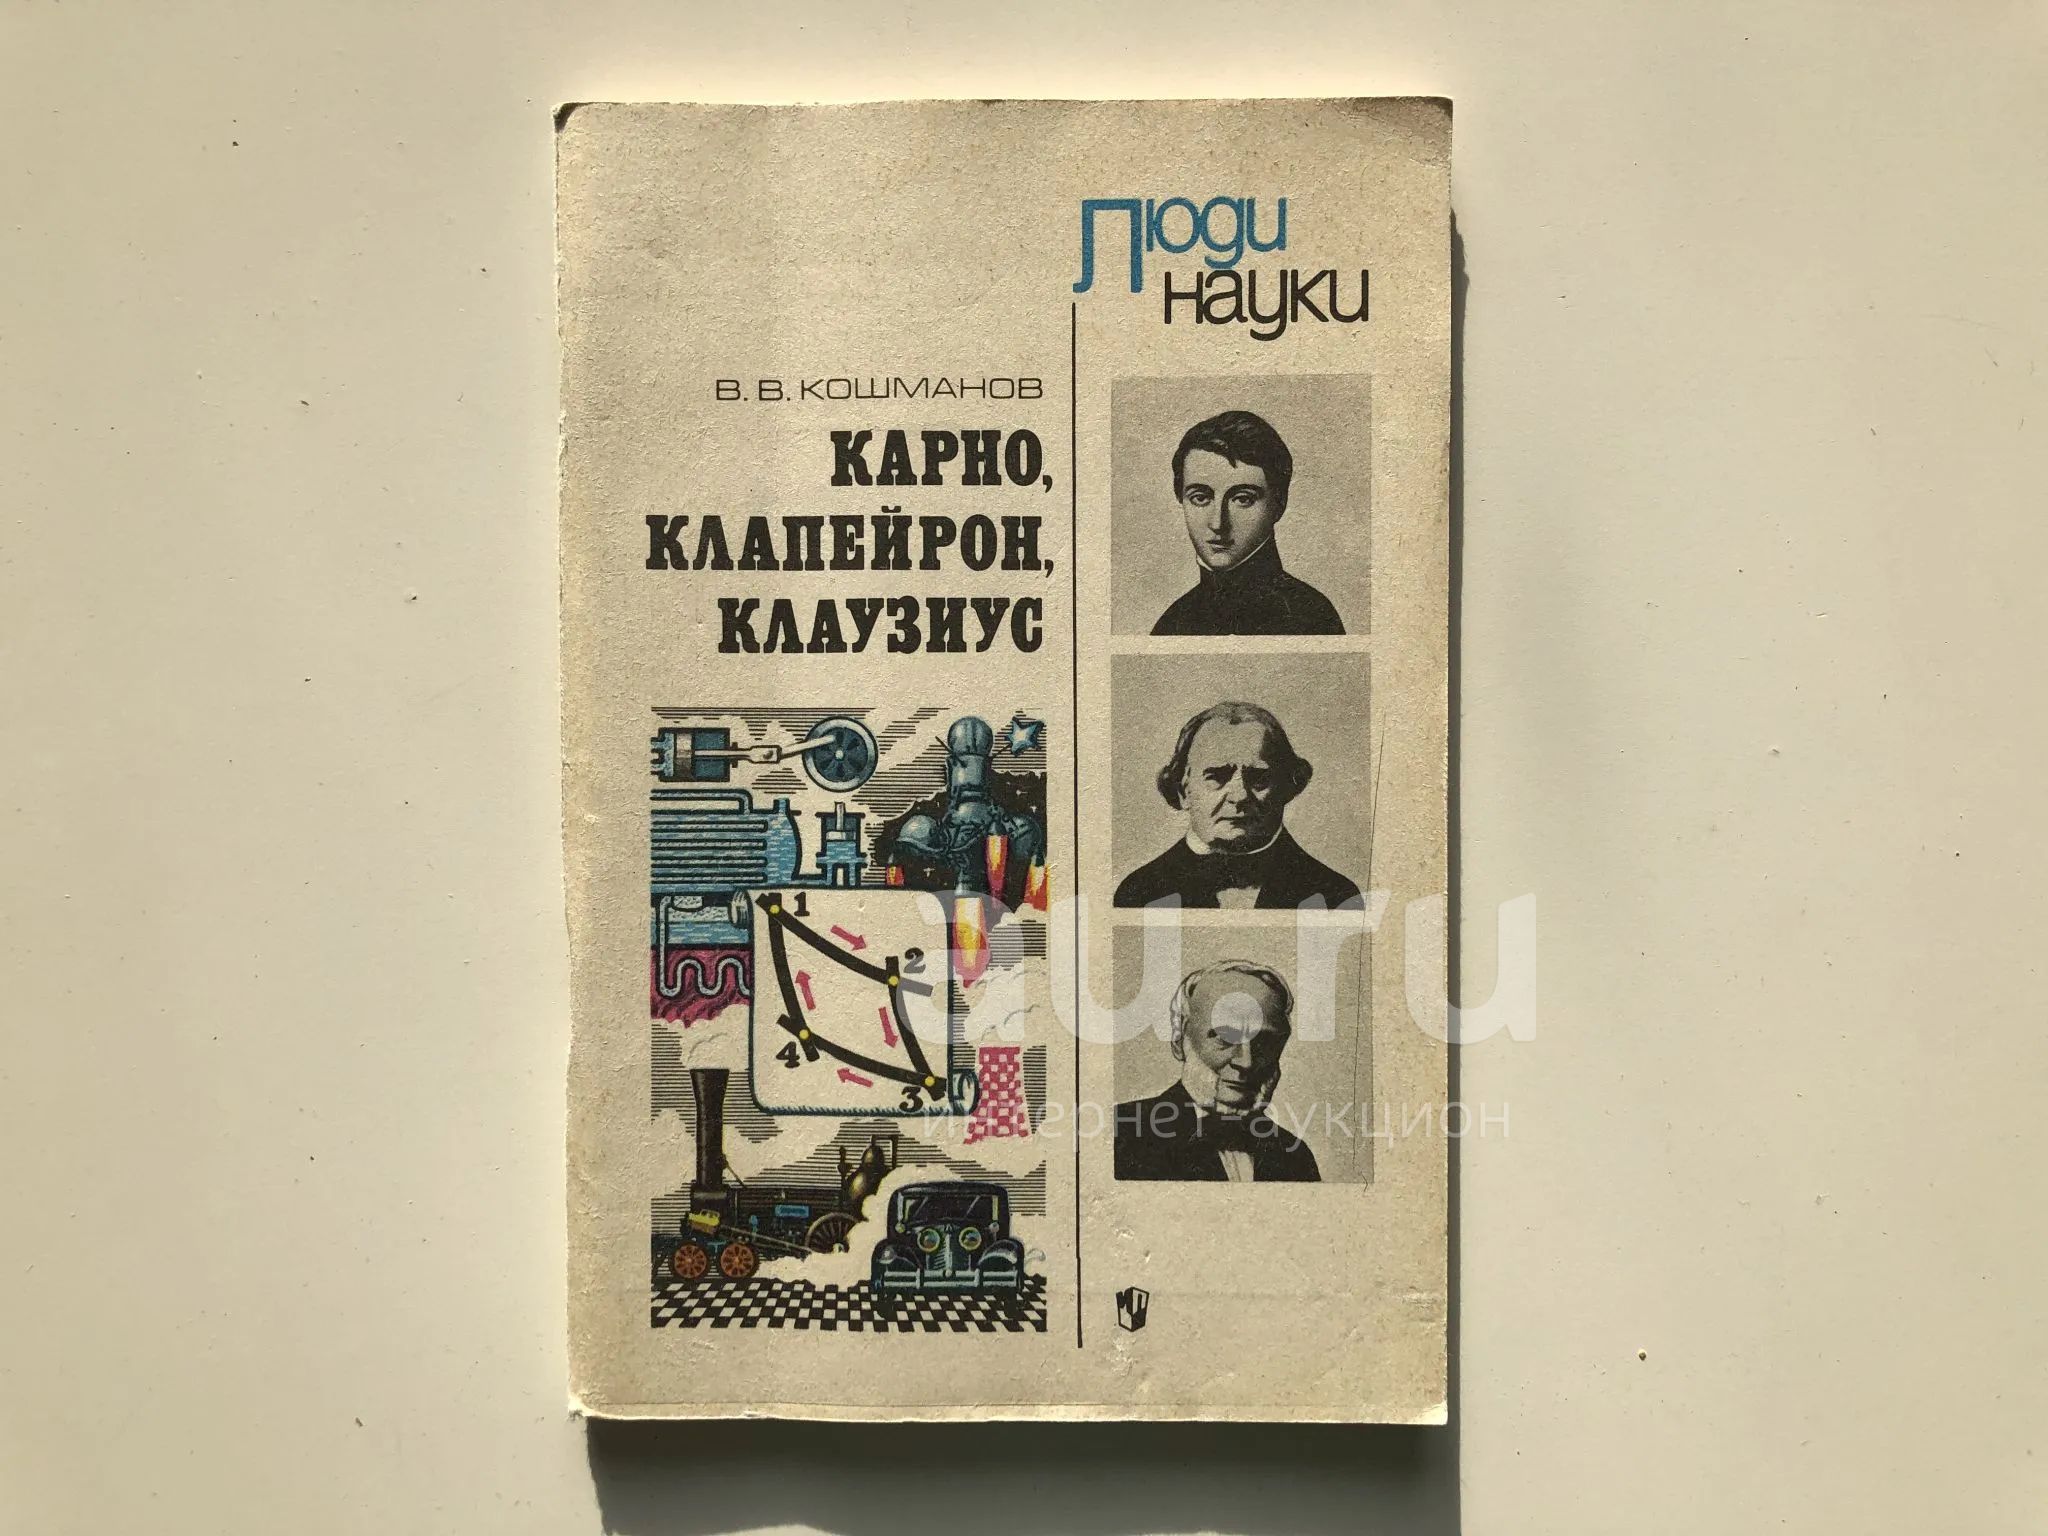 Люди
науки
В. В. КОШМАНОВ
КАРНО,
КЛАПЕЙРОН,
КЛАУЗИУС
1
2
4
3
au.ru
интернет-аукцион